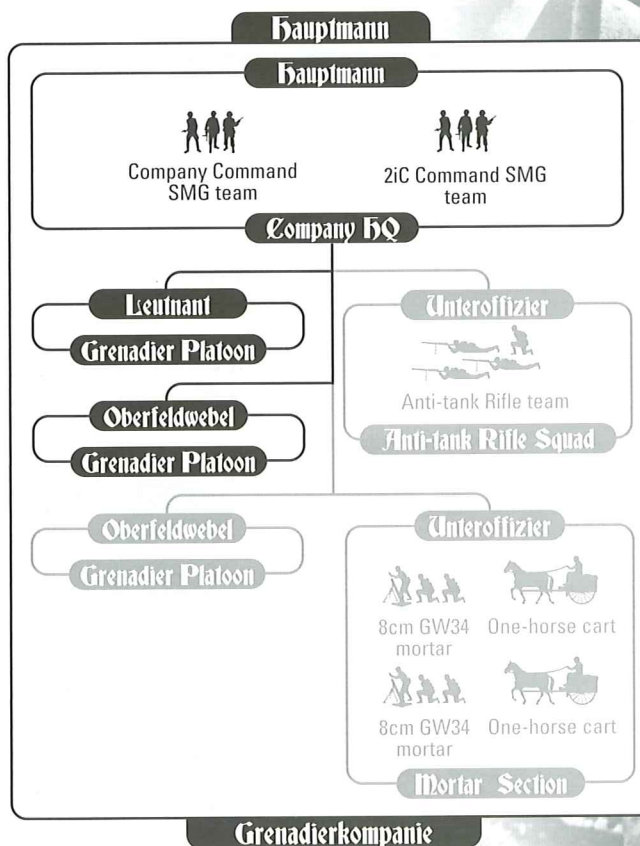 Hauptmann
Hauptmann
Company Command
SMG team
2iC Command SMG
team
Company HQ
Leutnant
Grenadier Platoon
Oberfeldwebel
Grenadier Platoon
Oberfeldwebel
Grenadier Platoon
Unteroffizier
Anti-tank Rifle team
Anti-tank Rifle Squad
Unteroffizier
8cm GW34
mortar
One-horse cart
8cm GW34
mortar
One-horse cart
Mortar Section
Grenadierkompanie